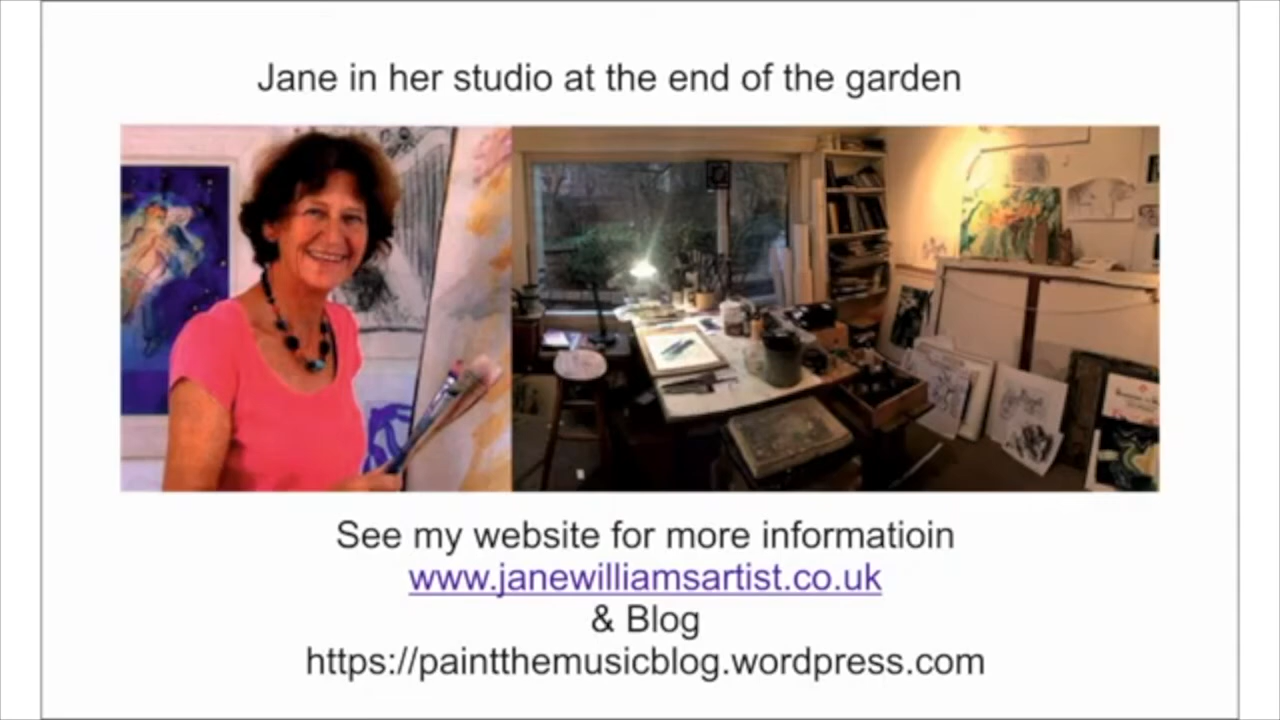 Jane in her studio at the end of the garden
See my website for more informatioin
www.janewilliamsartist.co.uk
& Blog
https://paintthemusicblog.wordpress.com